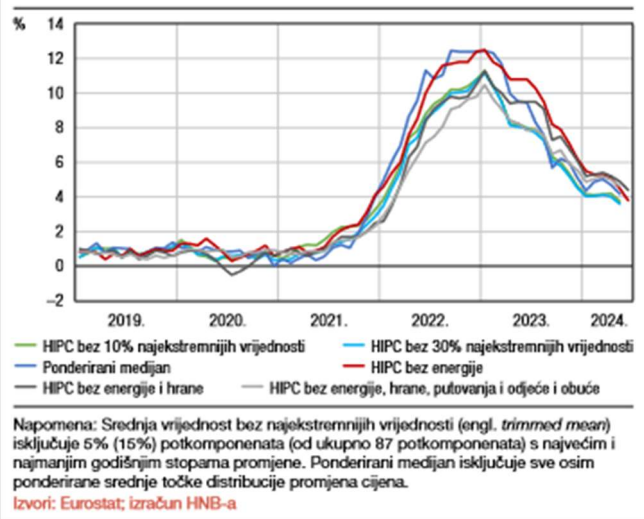 %
14
12
10
8
6
4
2
0
–2
2019. 2020. 2021. 2022. 2023. 2024.
HIPC bez 10% najekstremnijih vrijednosti HIPC bez 30% najekstremnijih vrijednosti
Ponderirani medijan HIPC bez energije
HIPC bez energije i hrane HIPC bez energije, hrane, putovanja i odjeće i obuće
Napomena: Srednja vrijednost bez najekstremnijih vrijednosti (engl. trimmed mean)
isključuje 5% (15%) potkomponenata (od ukupno 87 potkomponenata) s najvećim i
najmanjim godišnjim stopama promjene. Ponderirani medijan isključuje sve osim
ponderirane srednje točke distribucije promjena cijena.
Izvori: Eurostat; izračun HNB-a